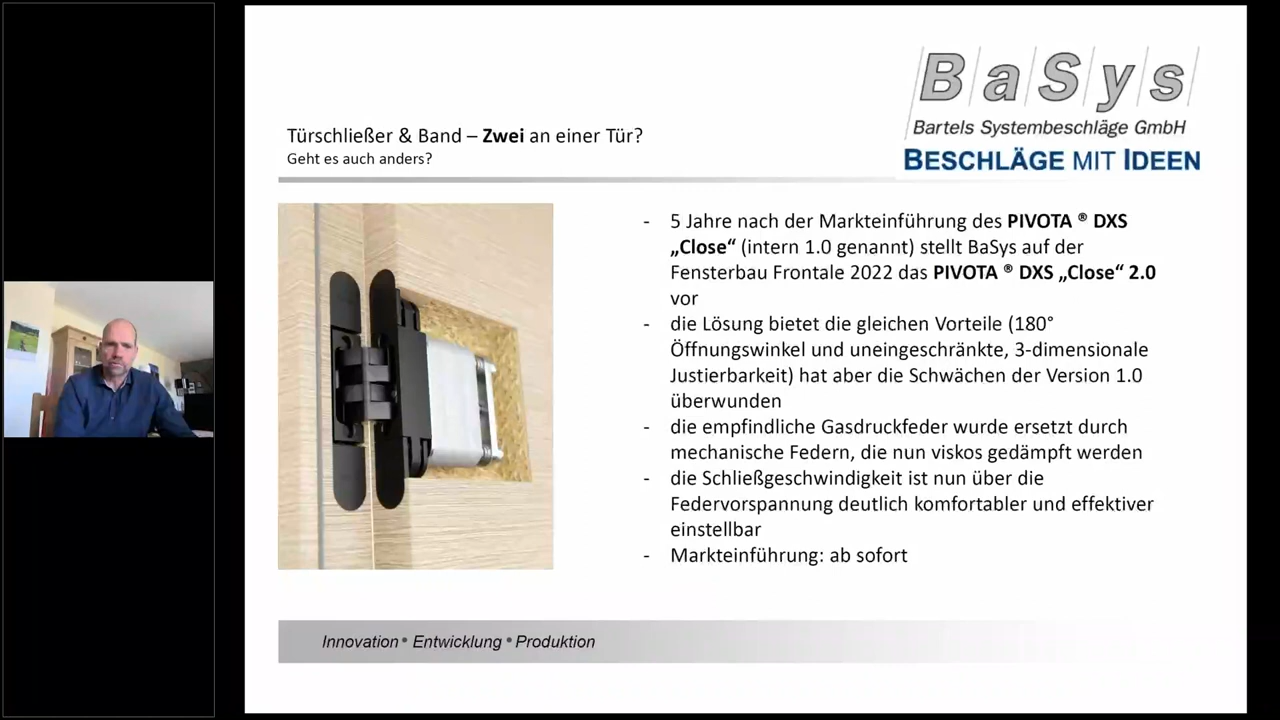 BaSys
Bartels Systembeschläge GmbH
BESCHLÄGE MIT IDEEN
Türschließer & Band – Zwei an einer Tür?
Geht es auch anders?
- 5 Jahre nach der Markteinführung des PIVOTA ® DXS
„Close“ (intern 1.0 genannt) stellt BaSys auf der
Fensterbau Frontale 2022 das PIVOTA ® DXS „Close“ 2.0
vor
- die Lösung bietet die gleichen Vorteile (180°
Öffnungswinkel und uneingeschränkte, 3-dimensionale
Justierbarkeit) hat aber die Schwächen der Version 1.0
überwunden
- die empfindliche Gasdruckfeder wurde ersetzt durch
mechanische Federn, die nun viskos gedämpft werden
- die Schließgeschwindigkeit ist nun über die
Federvorspannung deutlich komfortabler und effektiver
einstellbar
- Markteinführung: ab sofort
Innovation • Entwicklung • Produktion